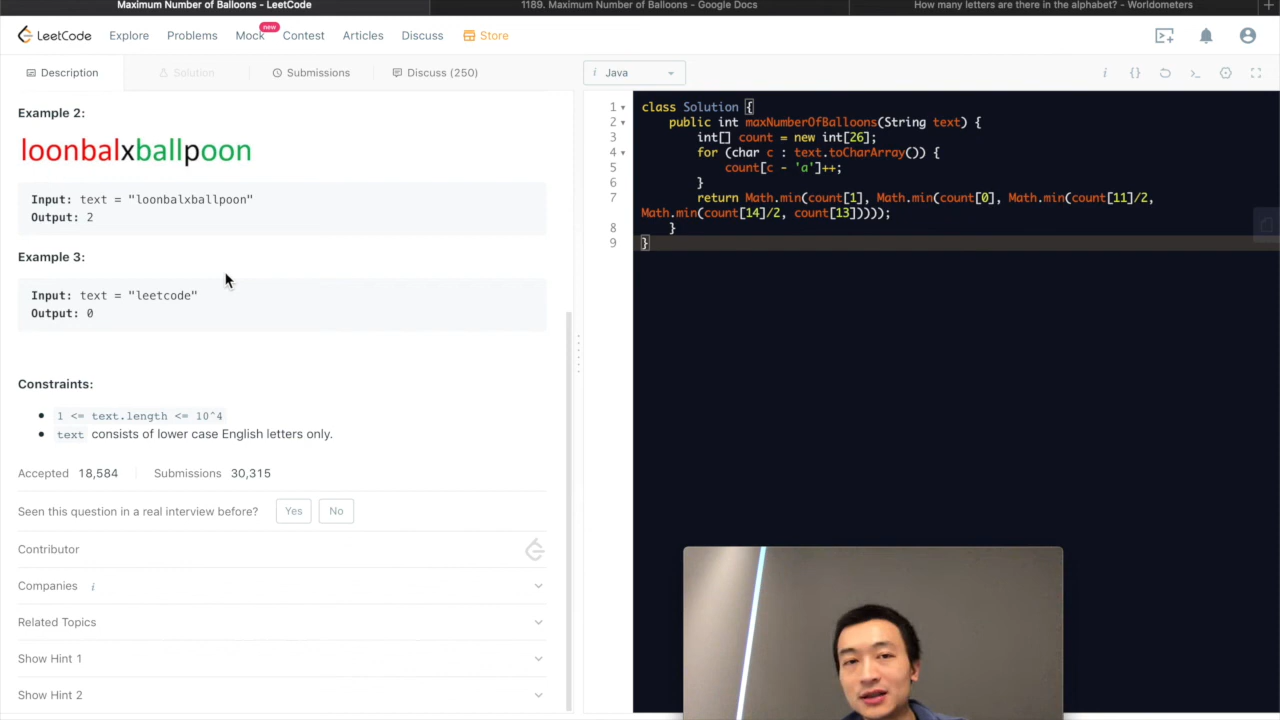 Maximum Number of Balloons - LeetCode
1189. Maximum Number of Balloons - Google Docs
How many letters are there in the alphabet? - Worldometers
LeetCode
Explore
Problems
Mock
new
Contest
Articles
Discuss
Store
Description
Solution
Submissions
Discuss (250)
i Java
Example 2:
loonbalxballpoon
Input: text = "loonbalxballpoon"
Output: 2
Example 3:
Input: text = "leetcode"
Output: 0
Constraints:
1 <= text.length <= 10^4
text consists of lower case English letters only.
Accepted 18,584 Submissions 30,315
Seen this question in a real interview before? Yes No
Contributor
Companies i
Related Topics
Show Hint 1
Show Hint 2
1 class Solution {
2 public int maxNumberOfBalloons(String text) {
3 int[] count = new int[26];
4 for (char c : text.toCharArray()) {
5 count[c - 'a']++;
6 }
7 return Math.min(count[1], Math.min(count[0], Math.min(count[11]/2,
Math.min(count[14]/2, count[13]))));
8 }
9 }